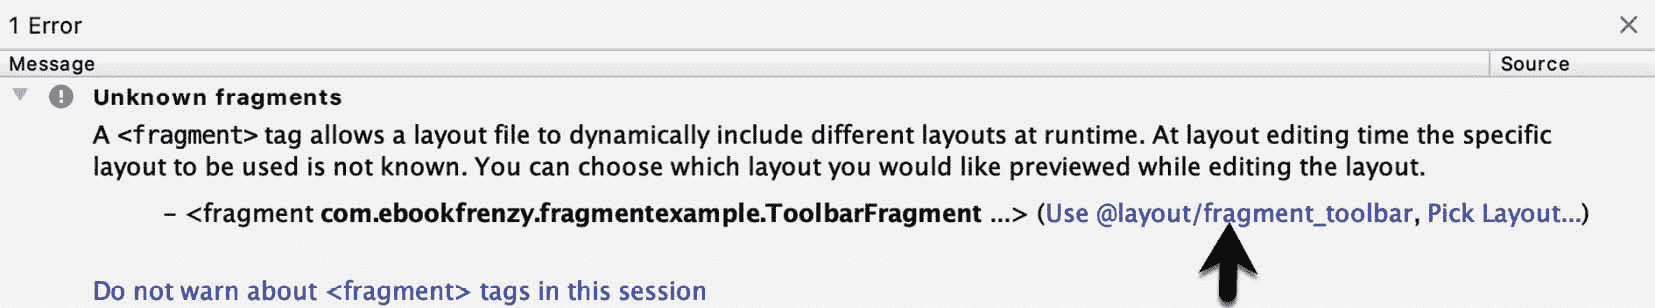 1 Error
Message Source
Unknown fragments
A <fragment> tag allows a layout file to dynamically include different layouts at runtime. At layout editing time the specific
layout to be used is not known. You can choose which layout you would like previewed while editing the layout.
– <fragment com.ebookfrenzy.fragmentexample.ToolbarFragment ...> (Use @layout/fragment_toolbar, Pick Layout...)
Do not warn about <fragment> tags in this session